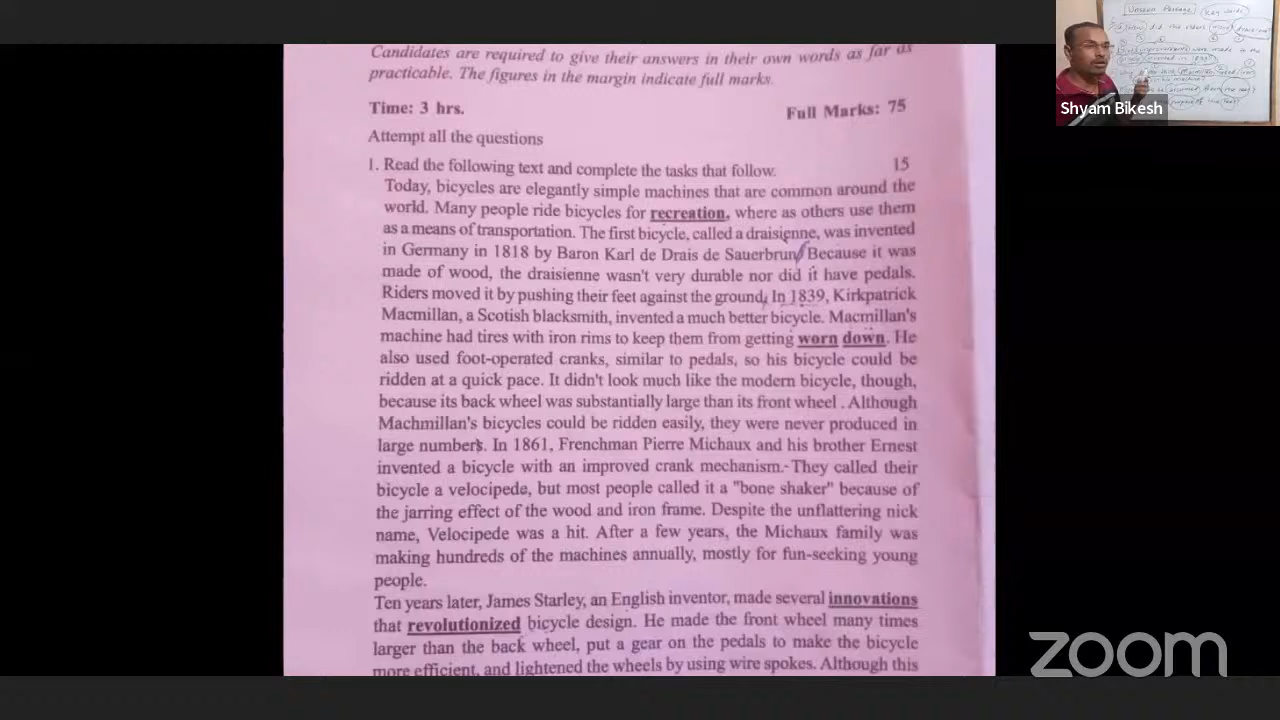 Candidates are required to give their answers in their own words as far as
practicable. The figures in the margin indicate full marks.
Time: 3 hrs.
Full Marks: 75
Attempt all the questions
1. Read the following text and complete the tasks that follow.
15
Today, bicycles are elegantly simple machines that are common around the
world. Many people ride bicycles for recreation, where as others use them
as a means of transportation. The first bicycle, called a draisienne, was invented
in Germany in 1818 by Baron Karl de Drais de Sauerbrun. Because it was
made of wood, the draisienne wasn't very durable nor did it have pedals.
Riders moved it by pushing their feet against the ground. In 1839, Kirkpatrick
Macmillan, a Scotish blacksmith, invented a much better bicycle. Macmillan's
machine had tires with iron rims to keep them from getting worn down. He
also used foot-operated cranks, similar to pedals, so his bicycle could be
ridden at a quick pace. It didn't look much like the modern bicycle, though,
because its back wheel was substantially large than its front wheel . Although
Machmillan's bicycles could be ridden easily, they were never produced in
large numbers. In 1861, Frenchman Pierre Michaux and his brother Ernest
invented a bicycle with an improved crank mechanism. They called their
bicycle a velocipede, but most people called it a "bone shaker" because of
the jarring effect of the wood and iron frame. Despite the unflattering nick
name, Velocipede was a hit. After a few years, the Michaux family was
making hundreds of the machines annually, mostly for fun-seeking young
people.
Ten years later, James Starley, an English inventor, made several innovations
that revolutionized bicycle design. He made the front wheel many times
larger than the back wheel, put a gear on the pedals to make the bicycle
more efficient, and lightened the wheels by using wire spokes. Although this
Key words
Shyam Bikesh
zoom